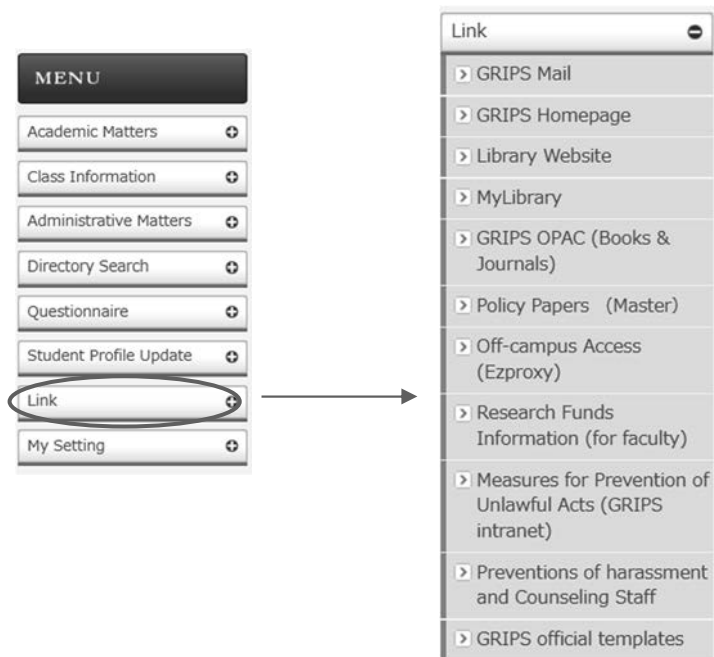 MENU
Academic Matters
Class Information
Administrative Matters
Directory Search
Questionnaire
Student Profile Update
Link
My Setting
Link
GRIPS Mail
GRIPS Homepage
Library Website
MyLibrary
GRIPS OPAC (Books &
Journals)
Policy Papers (Master)
Off-campus Access
(Ezproxy)
Research Funds
Information (for faculty)
Measures for Prevention of
Unlawful Acts (GRIPS
intranet)
Preventions of harassment
and Counseling Staff
GRIPS official templates